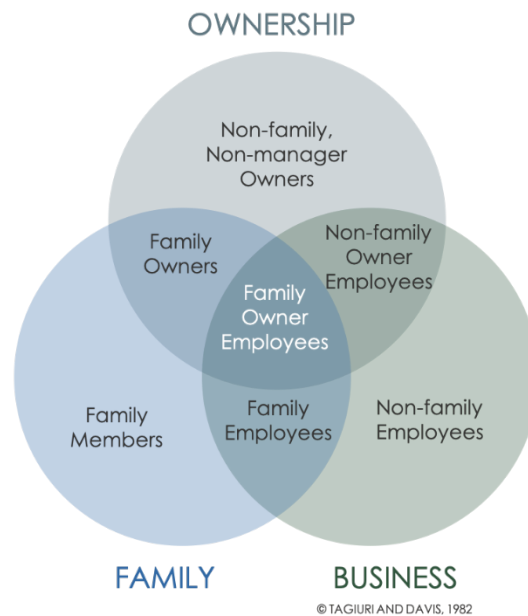 OWNERSHIP
Non-family,
Non-manager
Owners
Family
Owners
Non-family
Owner
Employees
Family
Owner
Employees
Family
Members
Family
Employees
Non-family
Employees
FAMILY
BUSINESS
© TAGIURI AND DAVIS, 1982